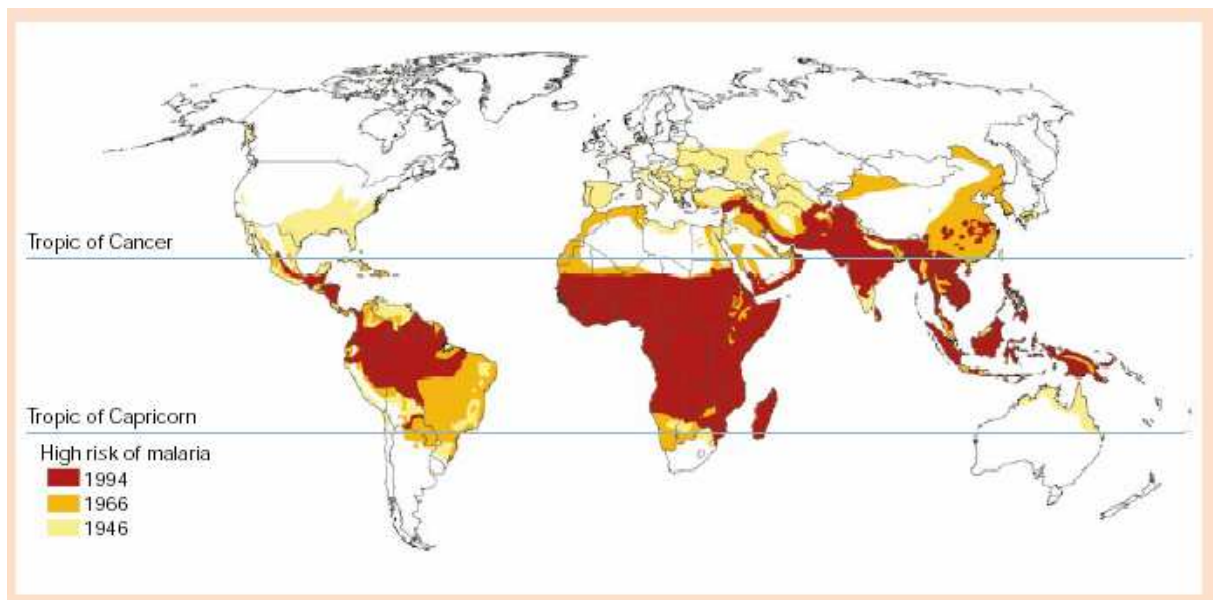 Tropic of Cancer
Tropic of Capricorn
High risk of malaria
1994
1966
1946